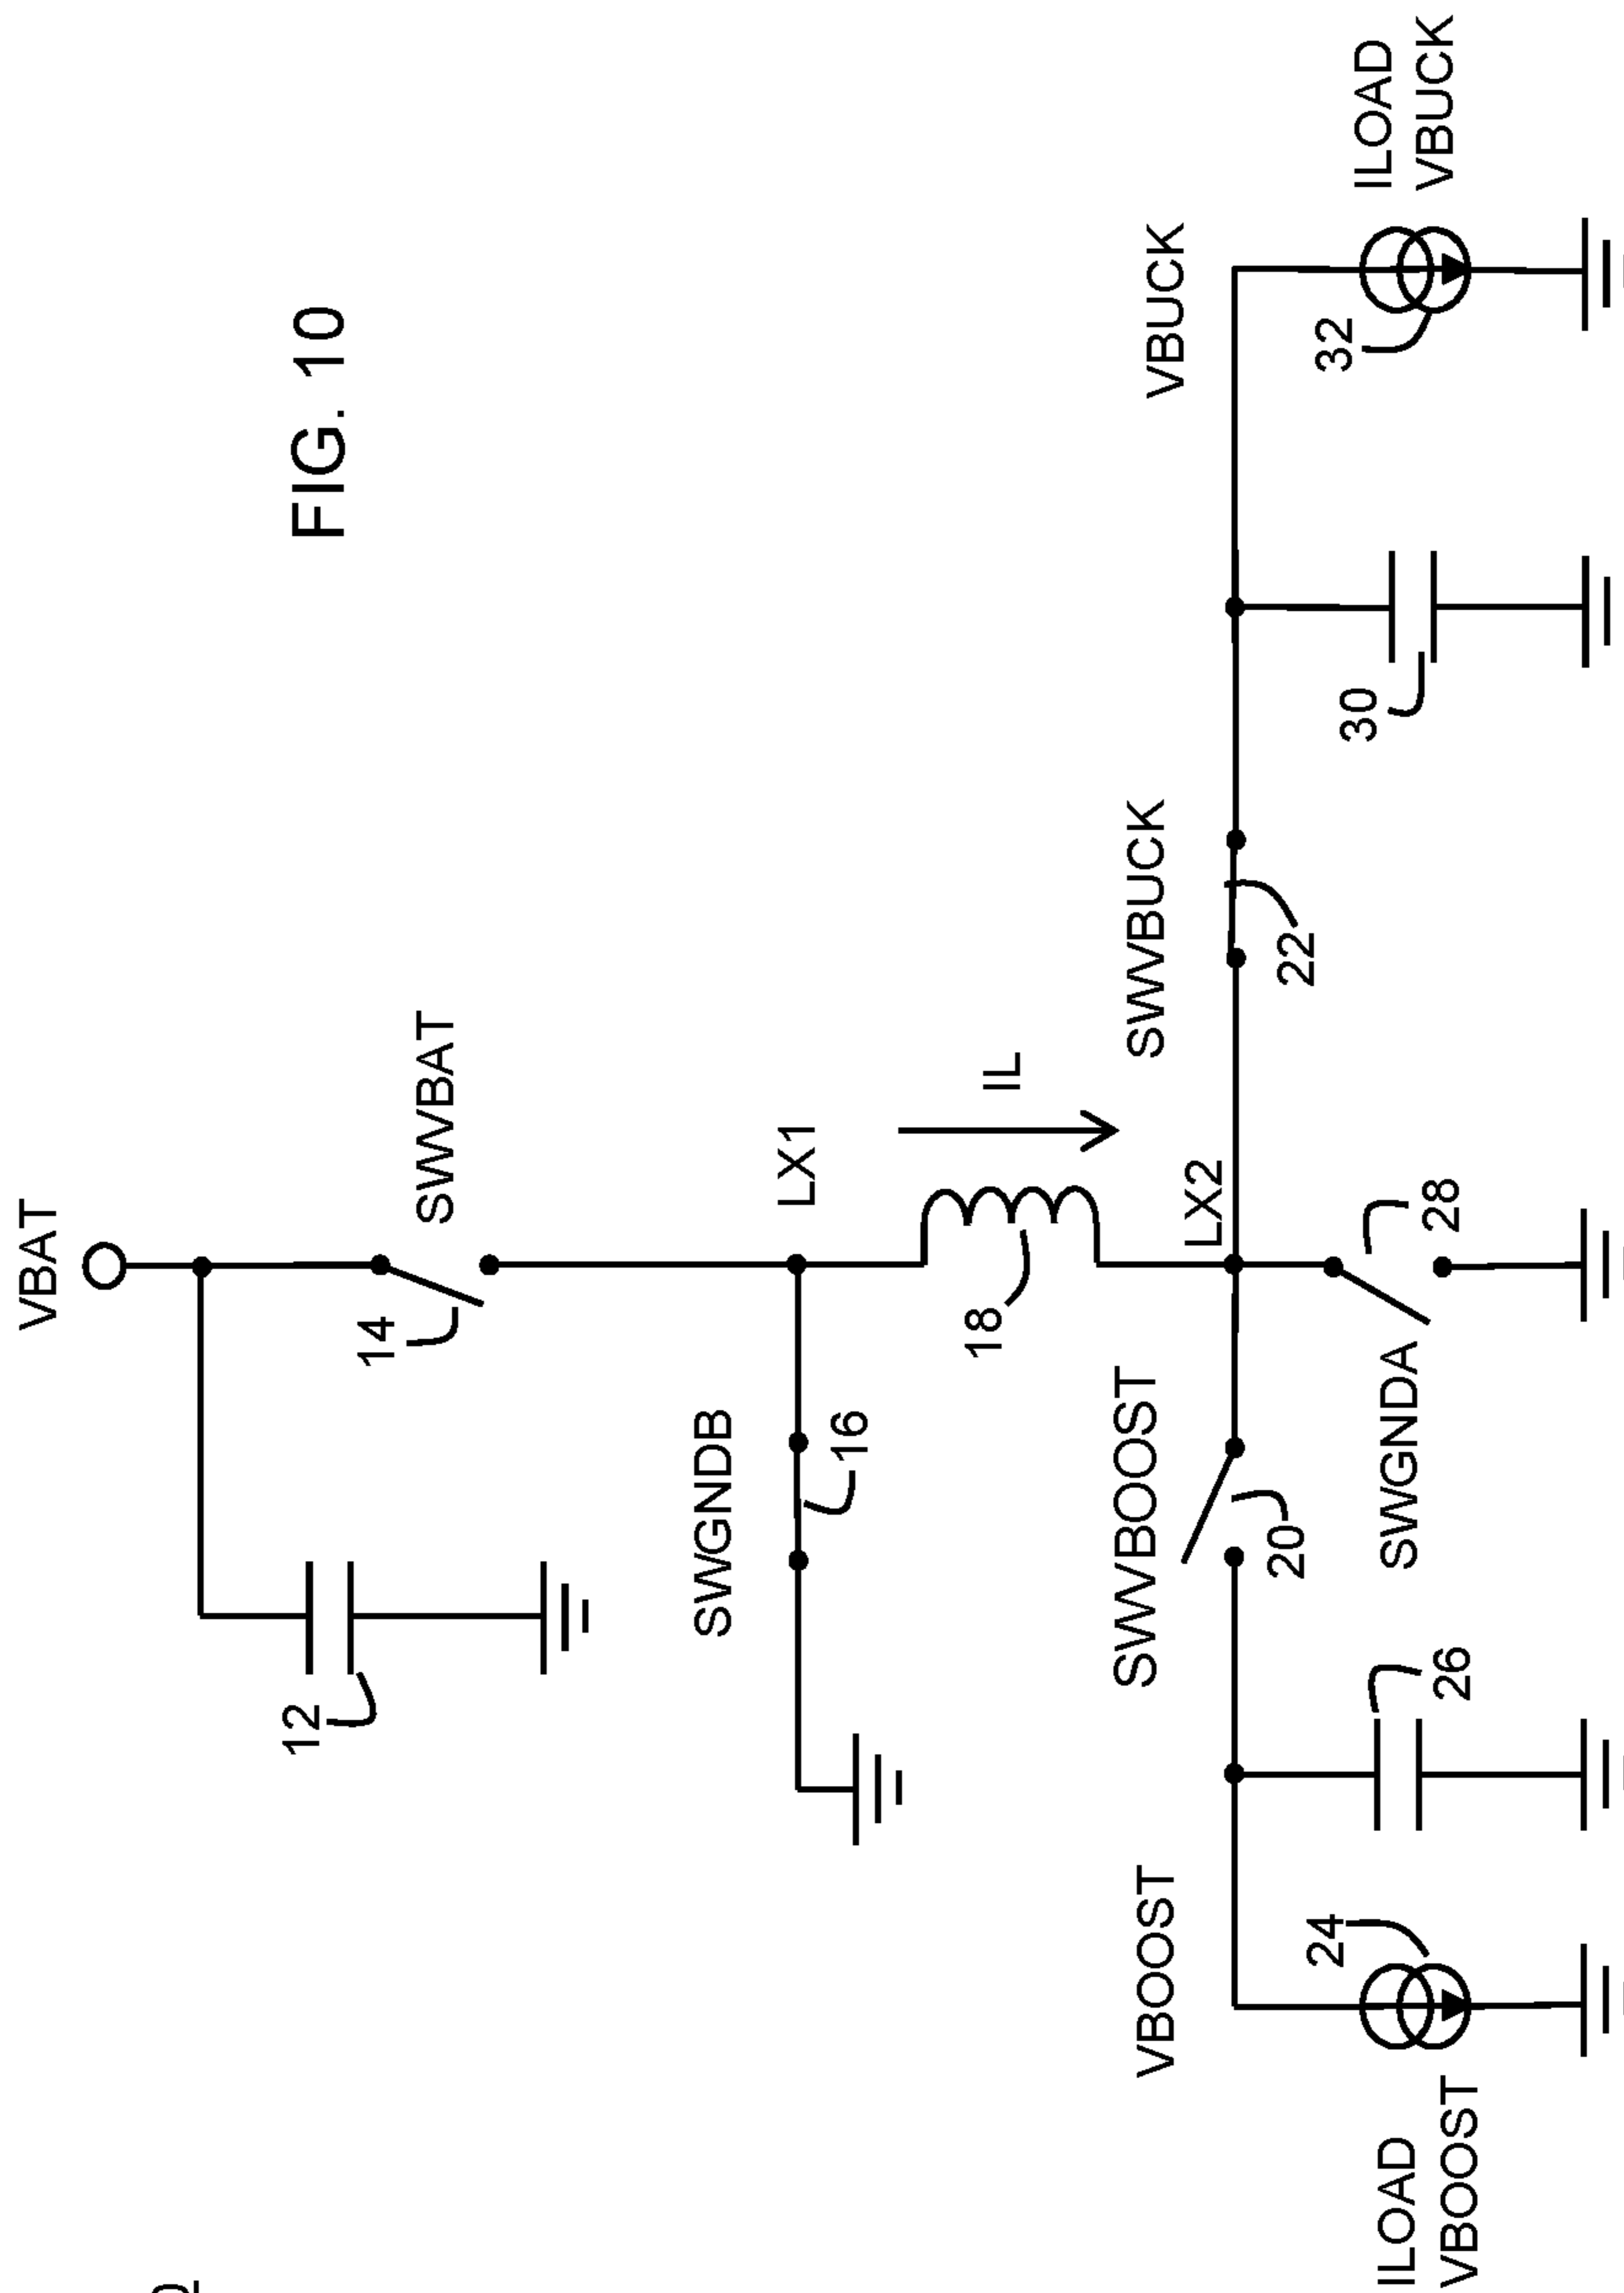 FIG. 10
VBAT
SWVBAT
14
12
LX1
SWGNDB
16
IL
18
LX2
SWVBUCK
22
VBUCK
SWVBOOST
20
VBOOST
SWGNDA
28
26
24
30
32
ILOAD
VBUCK
ILOAD
VBOOST